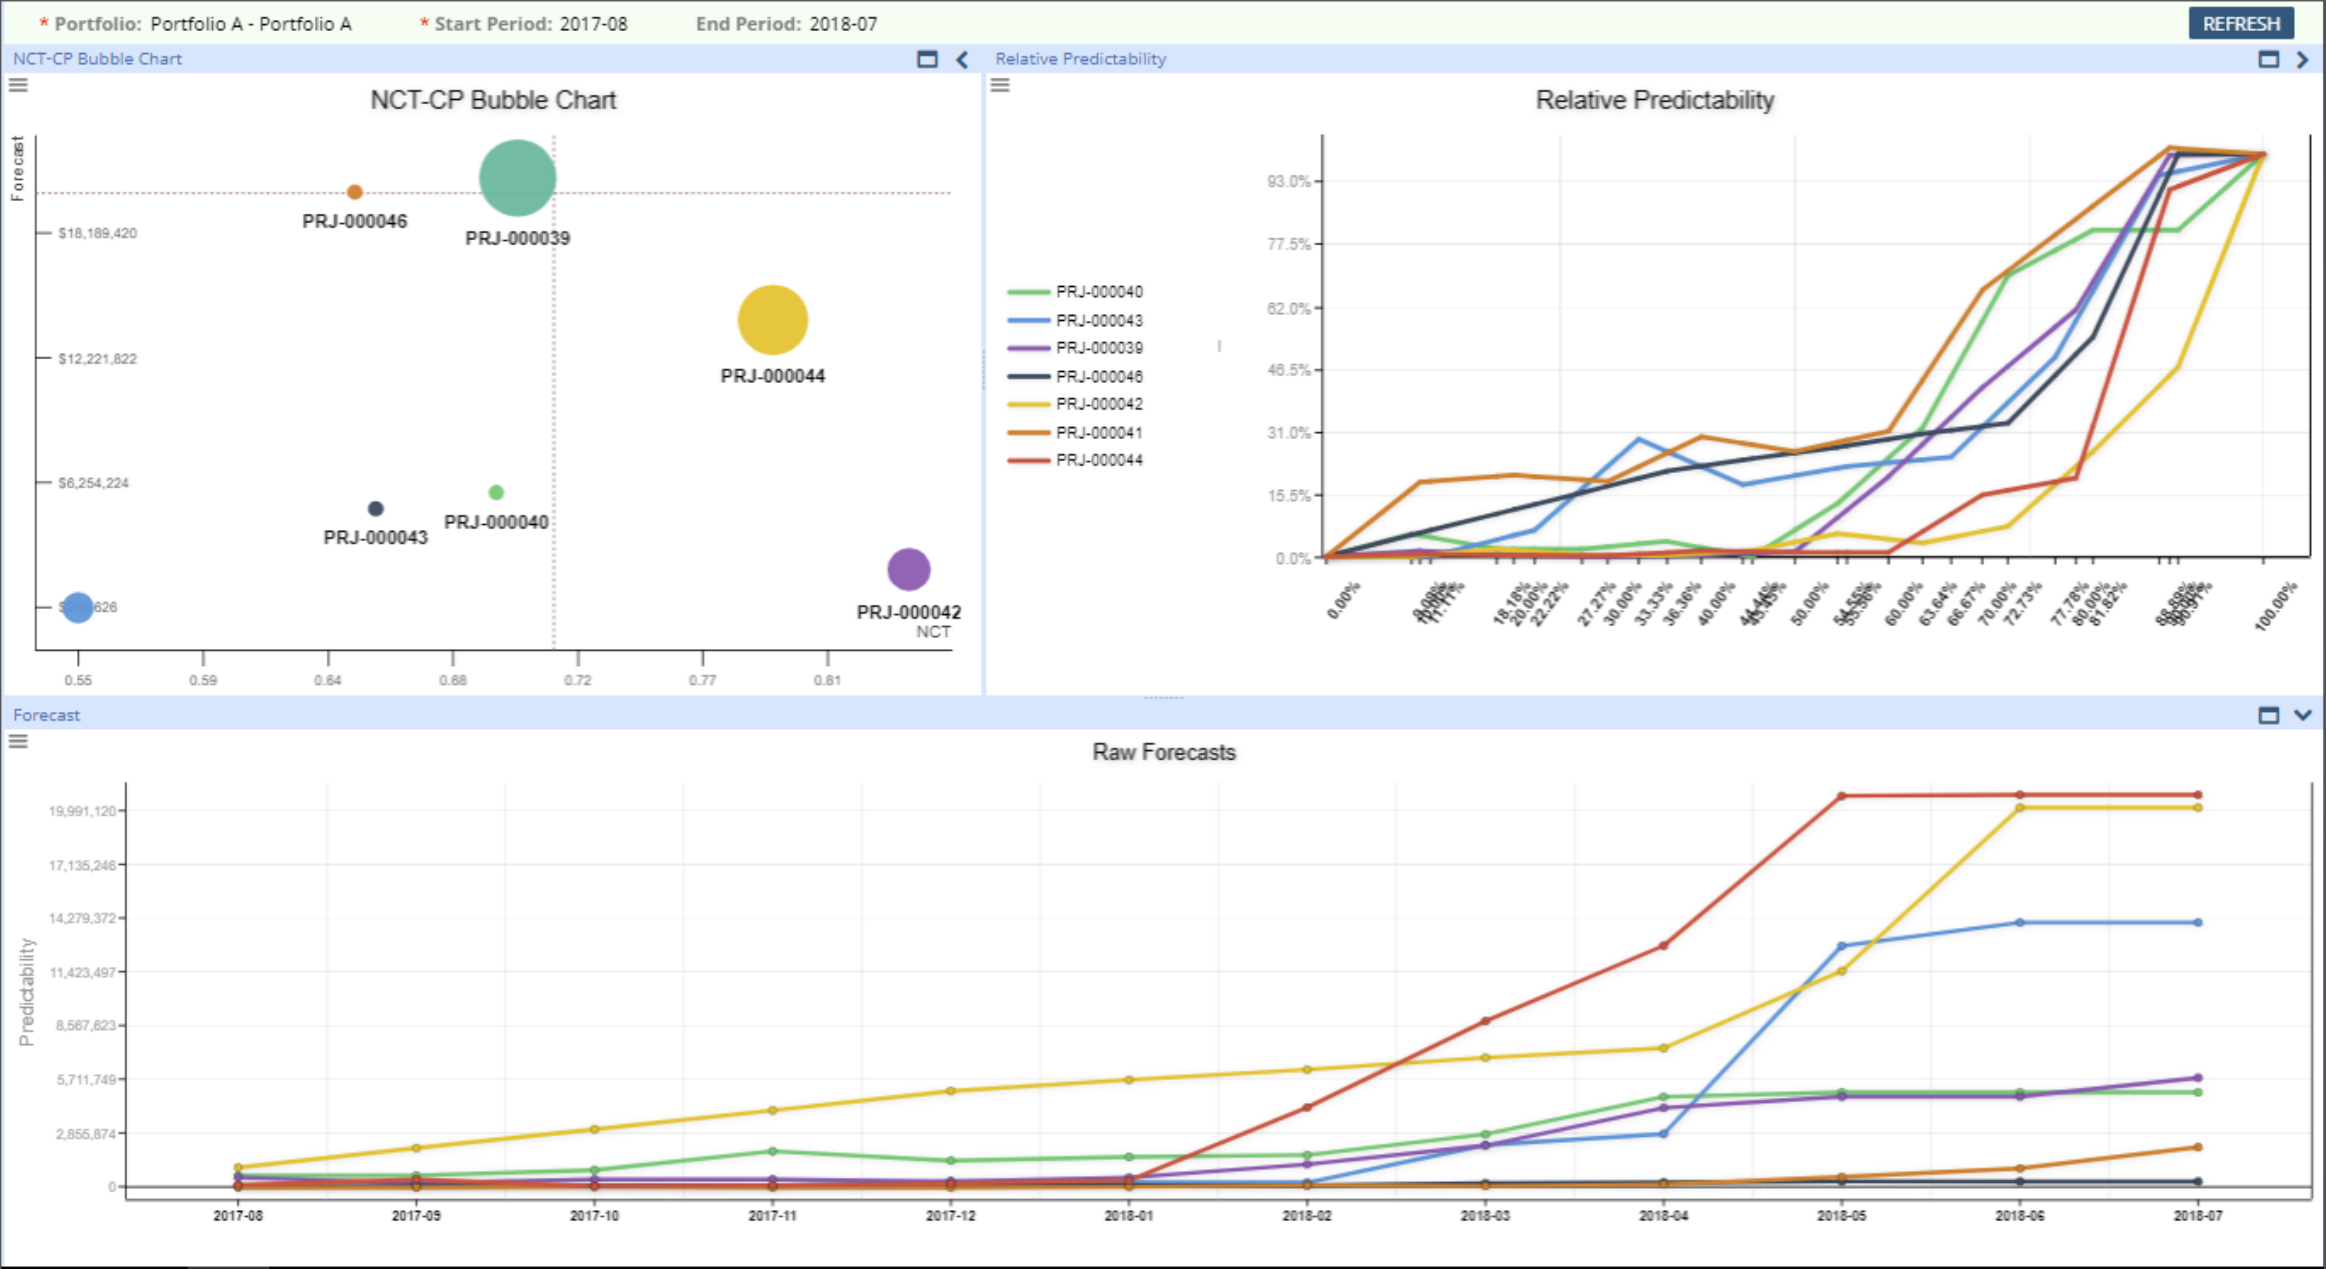 * Portfolio: Portfolio A - Portfolio A * Start Period: 2017-08 End Period: 2018-07 REFRESH
NCT-CP Bubble Chart
NCT-CP Bubble Chart
Forecast
PRJ-000046
PRJ-000039
$18,189,420
$12,221,822
PRJ-000044
$6,254,224
PRJ-000043
PRJ-000040
626
PRJ-000042
NCT
0.55 0.59 0.64 0.68 0.72 0.77 0.81
Relative Predictability
Relative Predictability
PRJ-000040
PRJ-000043
PRJ-000039
PRJ-000046
PRJ-000042
PRJ-000041
PRJ-000044
93.0%
77.5%
62.0%
46.5%
31.0%
15.5%
0.0%
0.00% 11.11% 18.18% 20.00% 22.22% 27.27% 30.00% 33.33% 36.36% 40.00% 50.00% 60.00% 63.64% 66.67% 70.00% 72.73% 77.78% 80.00% 81.82% 90.91% 100.00%
Forecast
Raw Forecasts
Predictability
19,991,120
17,135,246
14,279,372
11,423,497
8,567,623
5,711,749
2,855,874
0
2017-08 2017-09 2017-10 2017-11 2017-12 2018-01 2018-02 2018-03 2018-04 2018-05 2018-06 2018-07